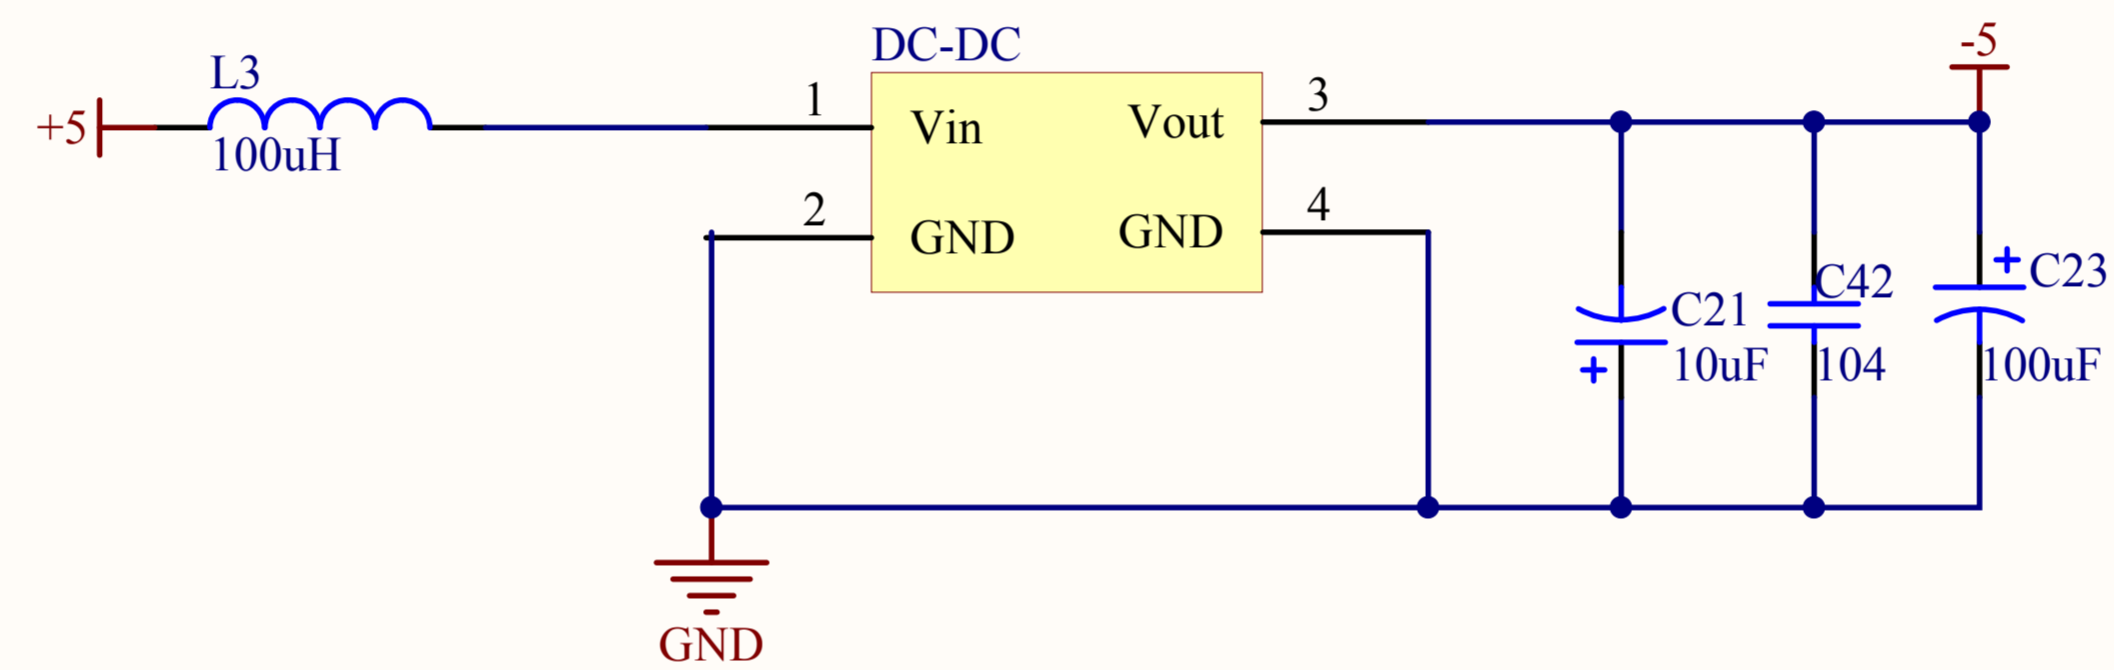 DC-DC
-5
L3
+5
100uH
1
Vin
Vout
3
2
GND
GND
4
+ C23
C42
C21
10uF
104
100uF
+
GND